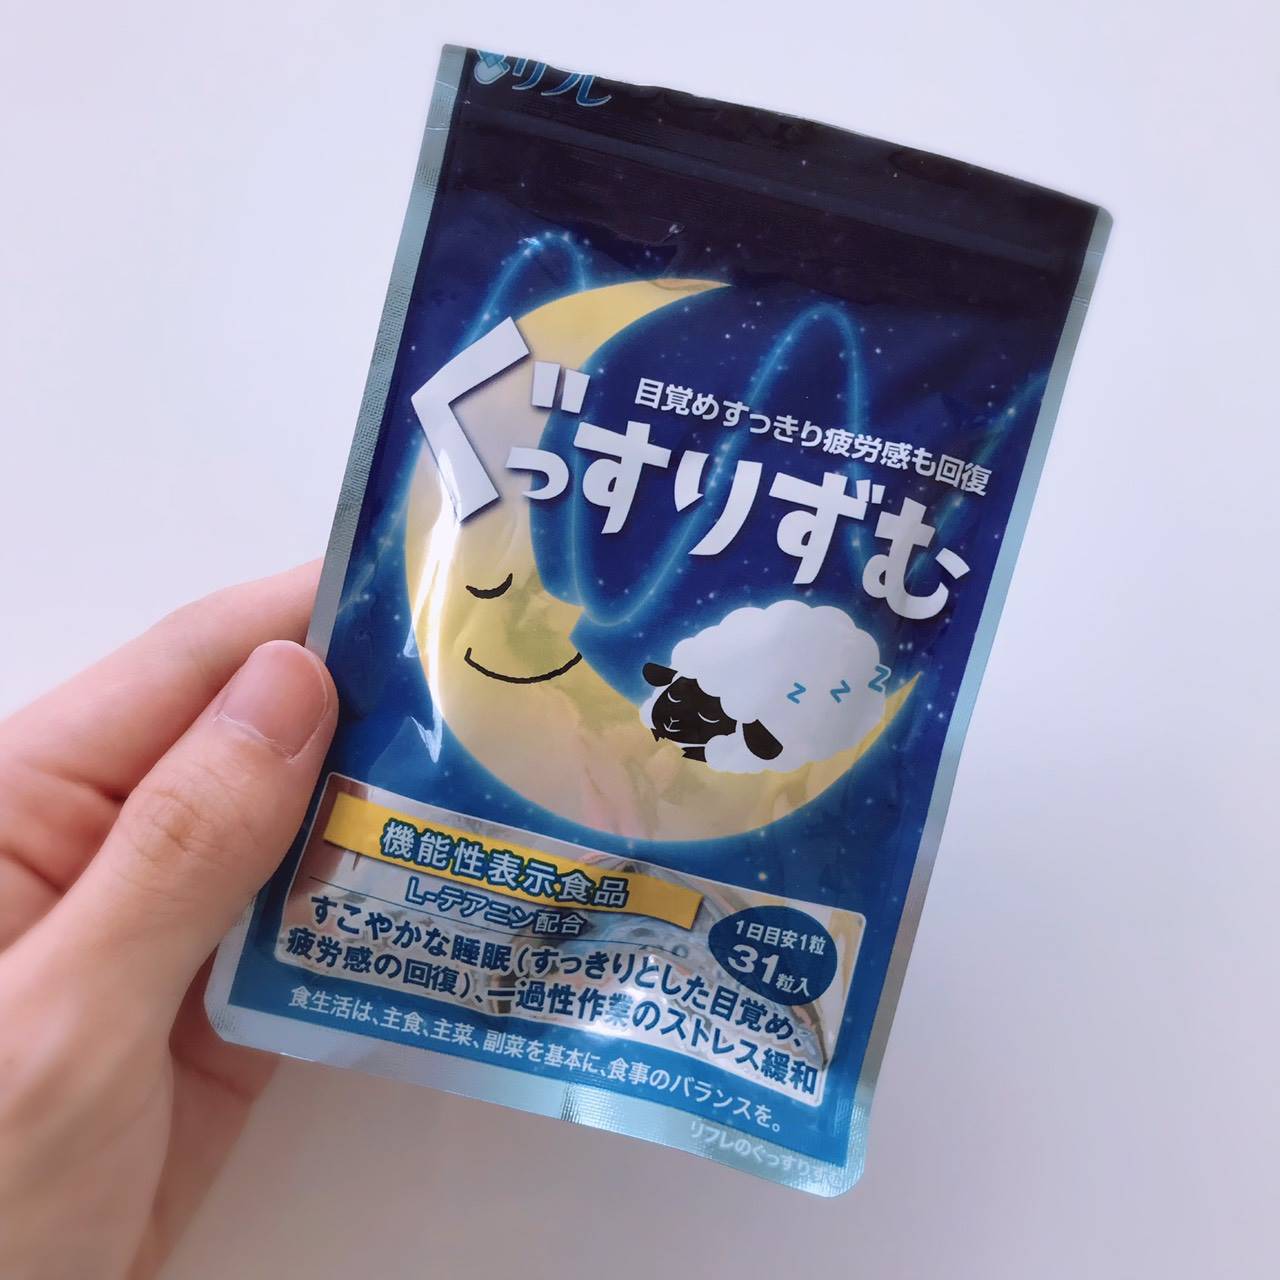 リフレ
目覚めすっきり疲労感も回復
ぐっすりずむ
z z z
機能性表示食品
L-テアニン配合
1日目安1粒
31粒入
すこやかな睡眠(すっきりとした目覚め、
疲労感の回復)、一過性作業のストレス緩和
食生活は、主食、主菜、副菜を基本に、食事のバランスを。
リフレのぐっすりずむ